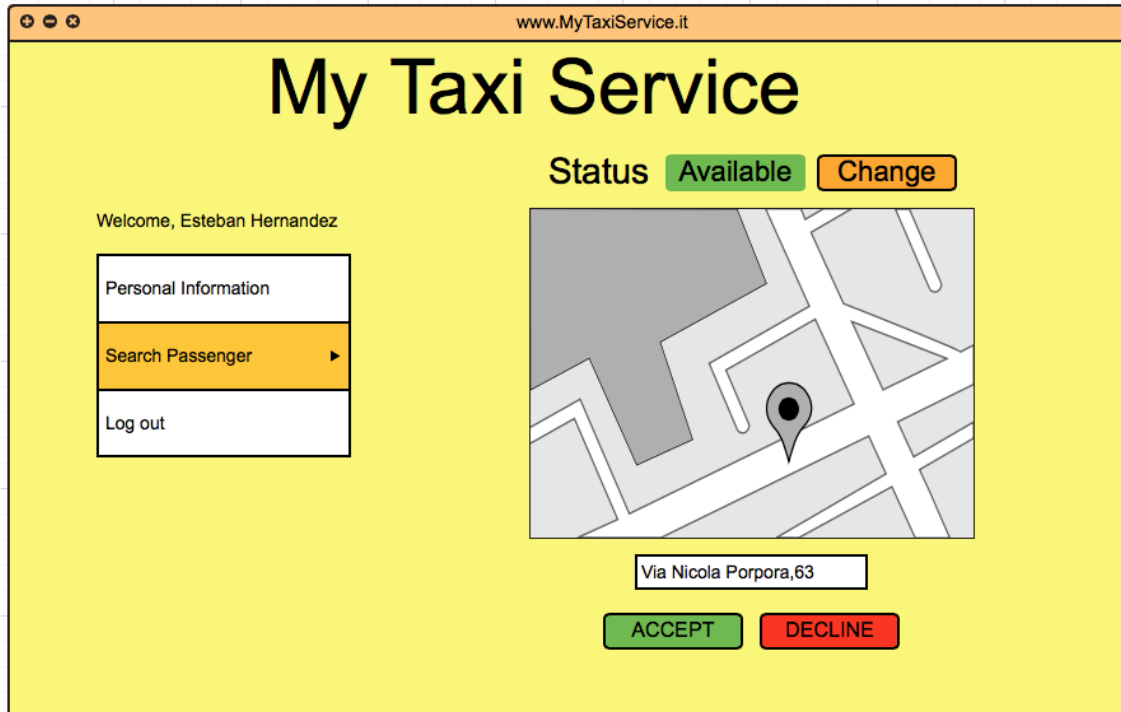 www.MyTaxiService.it
My Taxi Service
Status Available Change
Welcome, Esteban Hernandez
Personal Information
Search Passenger
Log out
Via Nicola Porpora,63
ACCEPT DECLINE